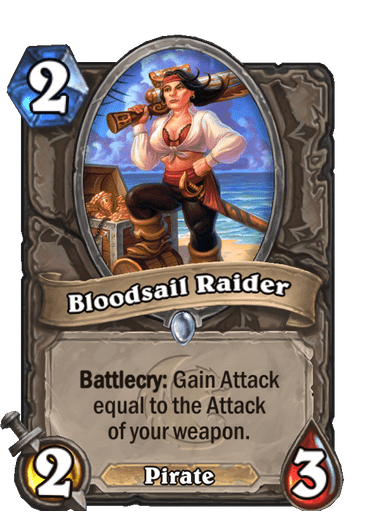 2
Bloodsail Raider
Battlecry: Gain Attack
equal to the Attack
of your weapon.
2
Pirate
3